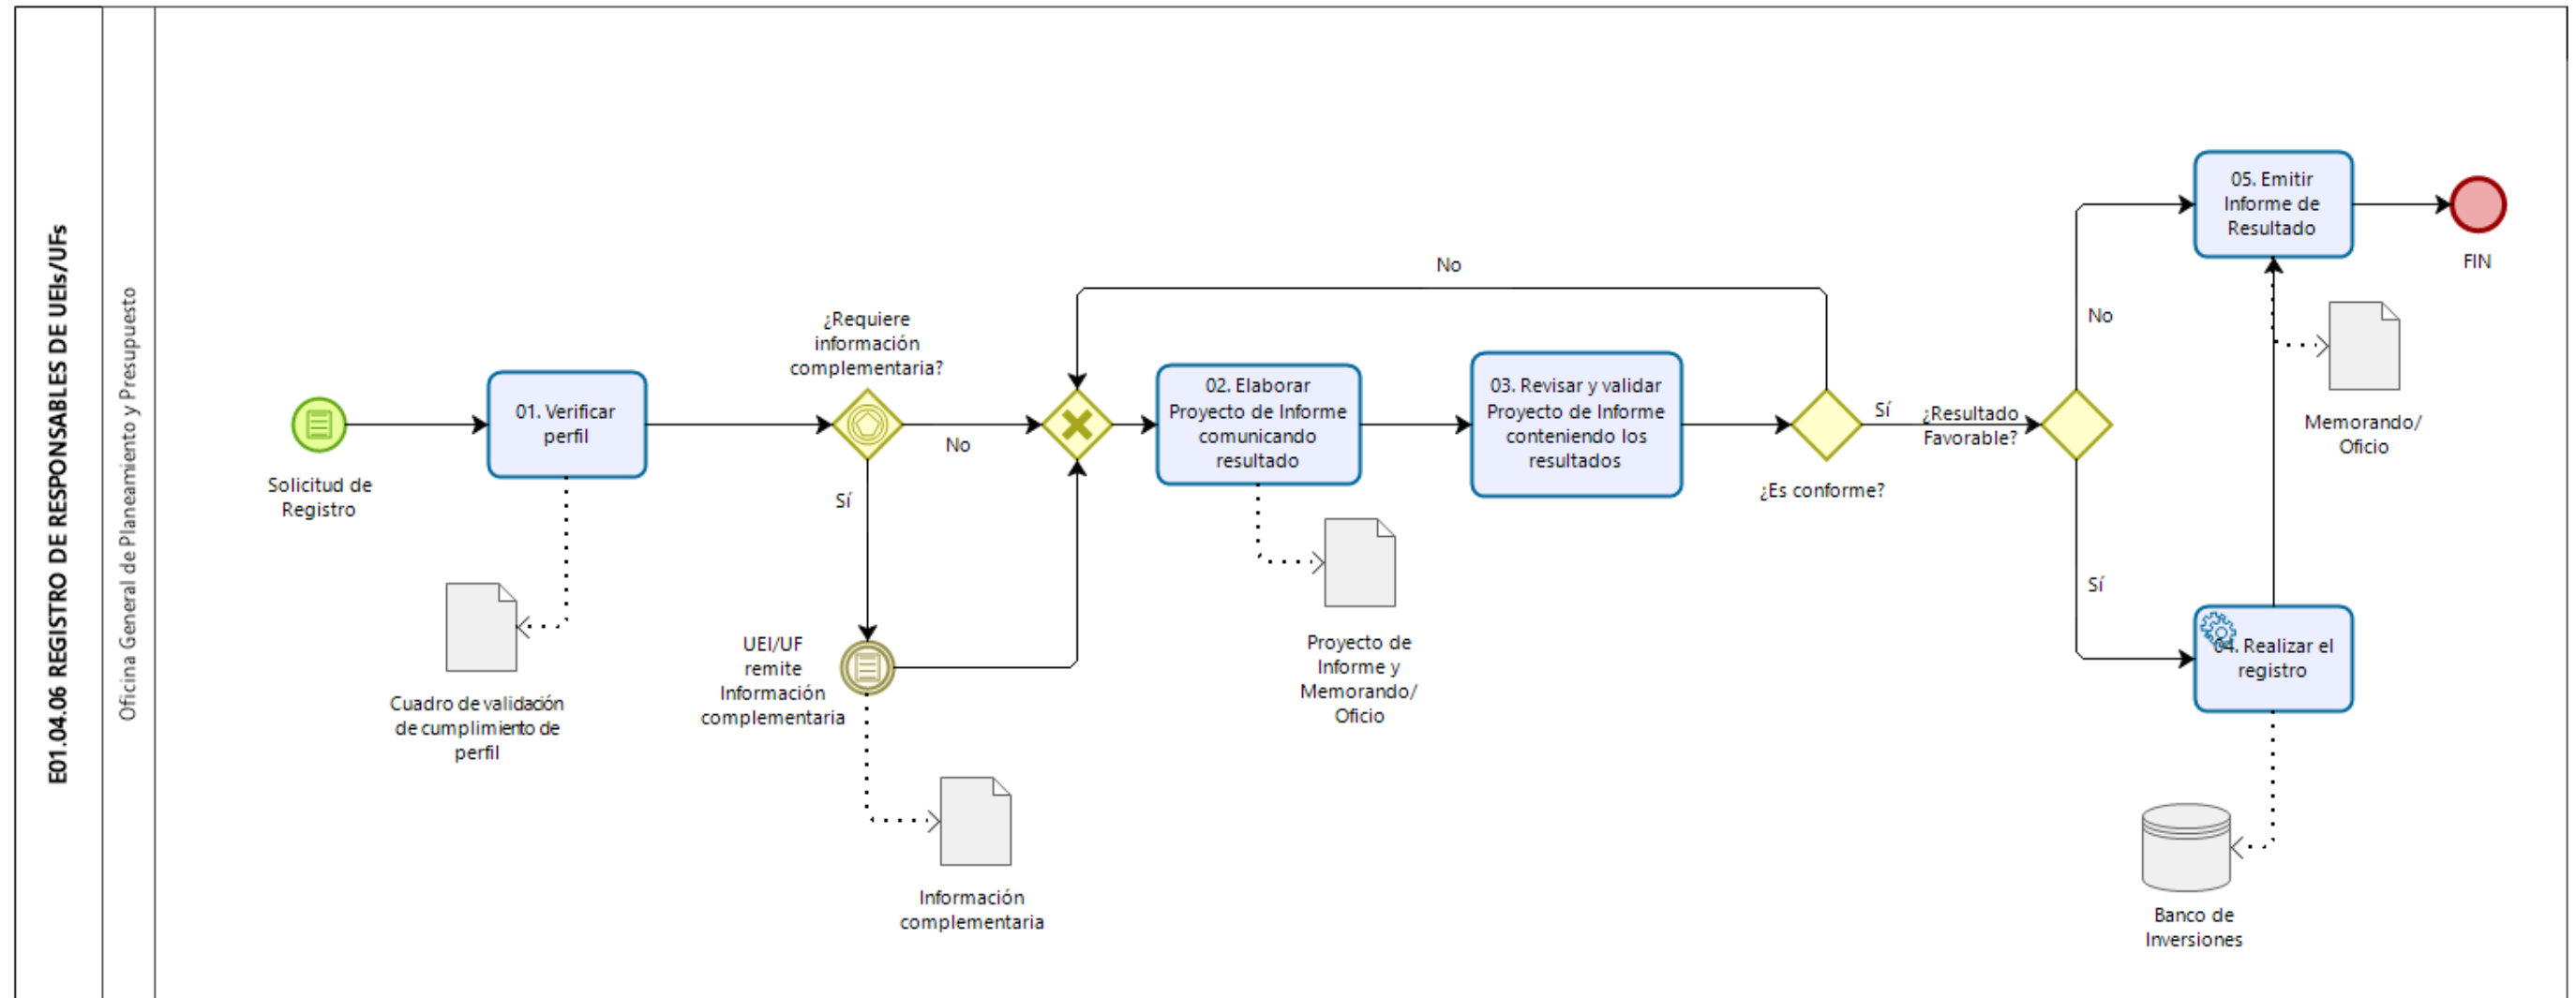 E01.04.06 REGISTRO DE RESPONSABLES DE UEIs/UFs
Oficina General de Planeamiento y Presupuesto
Solicitud de
Registro
01. Verificar
perfil
Cuadro de validación
de cumplimiento de
perfil
¿Requiere
información
complementaria?
No
Sí
UEI/UF
remite
Información
complementaria
Información
complementaria
No
02. Elaborar
Proyecto de Informe
comunicando
resultado
Proyecto de
Informe y
Memorando/
Oficio
03. Revisar y validar
Proyecto de Informe
conteniendo los
resultados
¿Es conforme?
Sí
¿Resultado
Favorable?
No
Sí
05. Emitir
Informe de
Resultado
FIN
Memorando/
Oficio
04. Realizar el
registro
Banco de
Inversiones